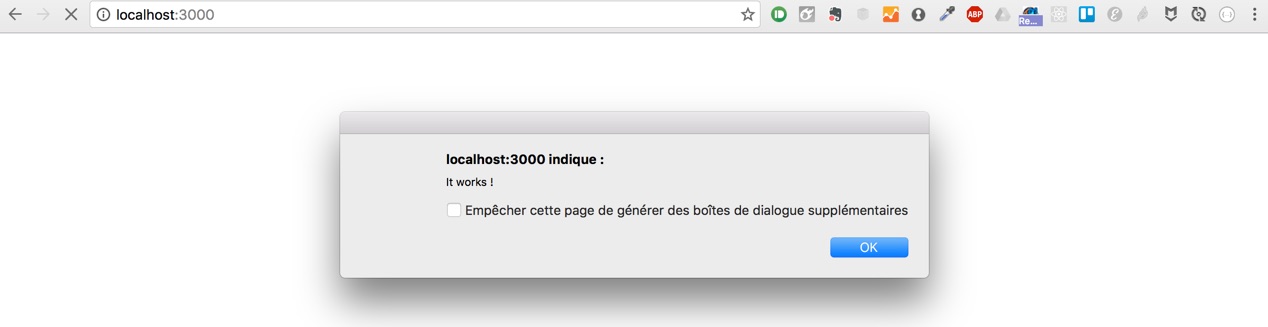 localhost:3000
ABP
Re...
localhost:3000 indique :
It works !
Empêcher cette page de générer des boîtes de dialogue supplémentaires
OK